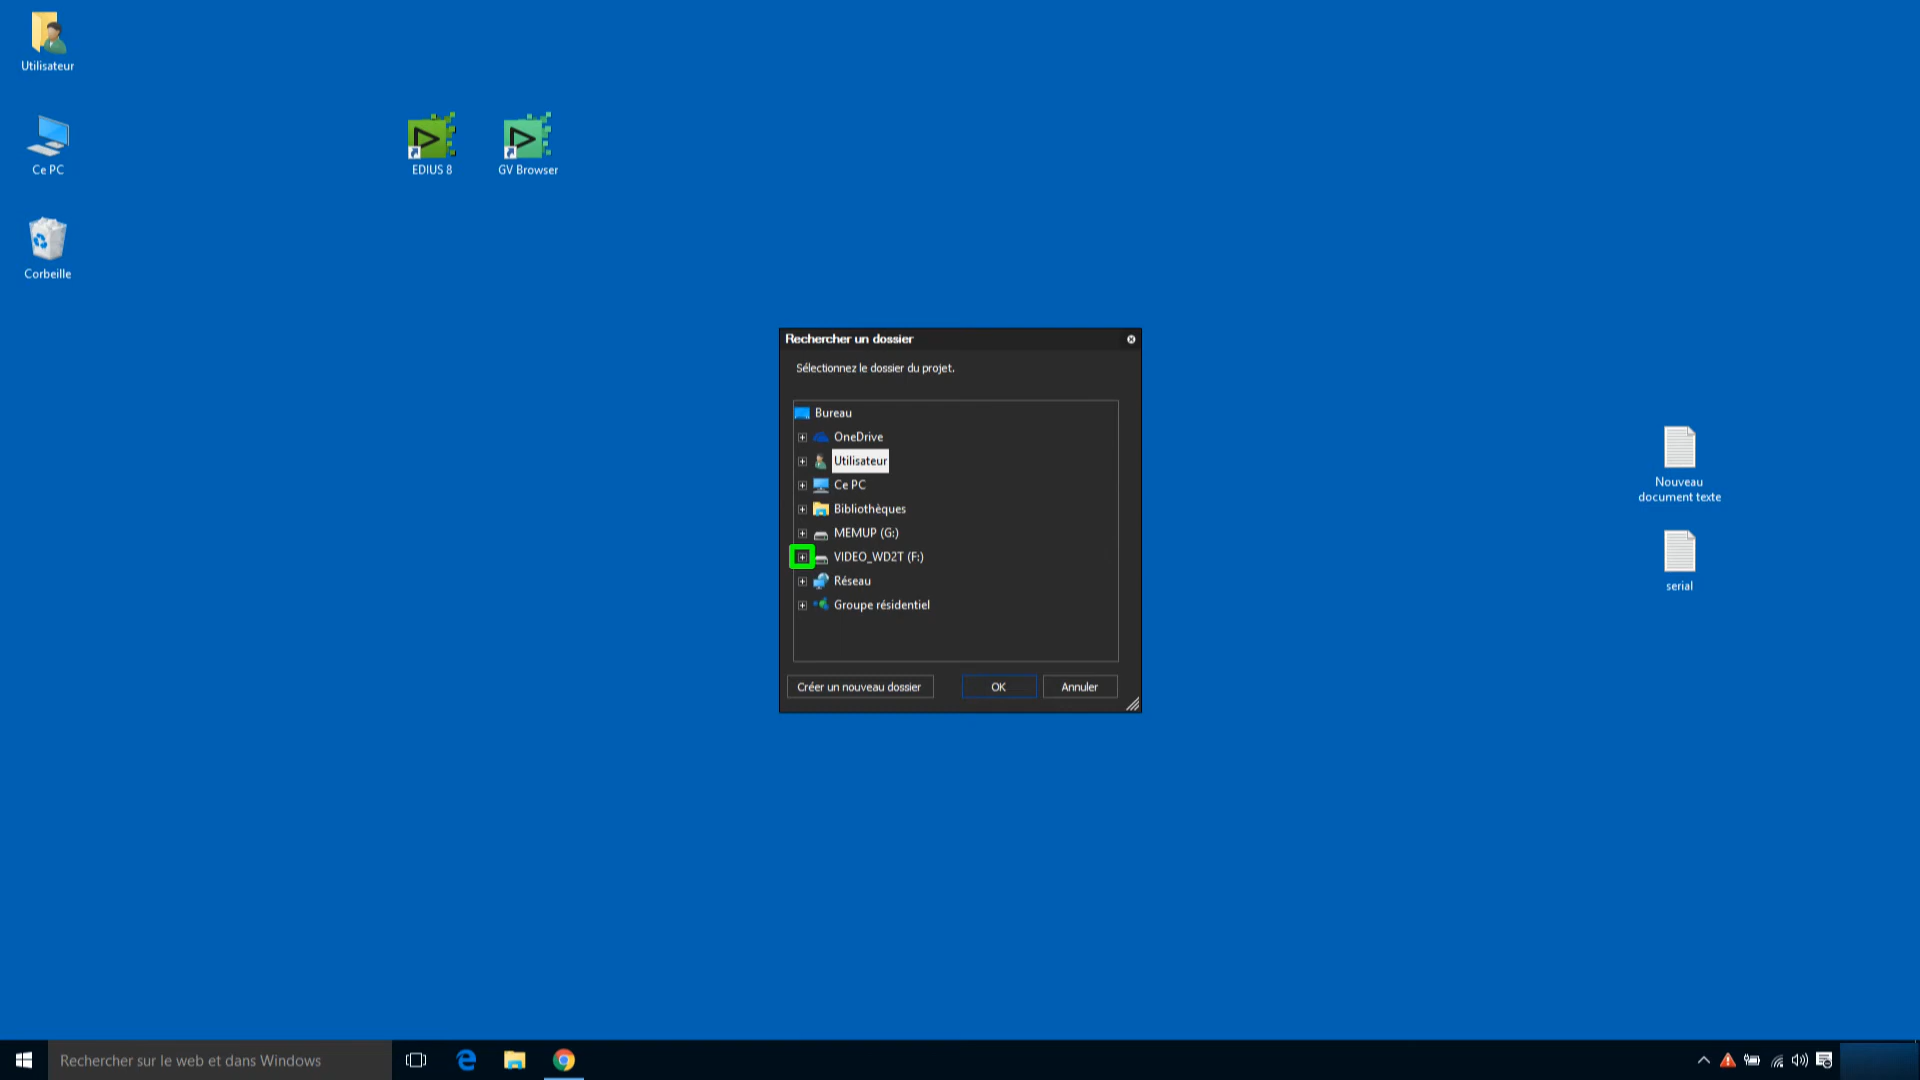 Utilisateur
Ce PC
Corbeille
EDIUS 8
GV Browser
Rechercher un dossier
Sélectionnez le dossier du projet.
Bureau
OneDrive
Utilisateur
Ce PC
Bibliothèques
MEMUP (G:)
VIDEO_WD2T (F:)
Réseau
Groupe résidentiel
Créer un nouveau dossier
OK
Annuler
Nouveau
document texte
serial
Rechercher sur le web et dans Windows